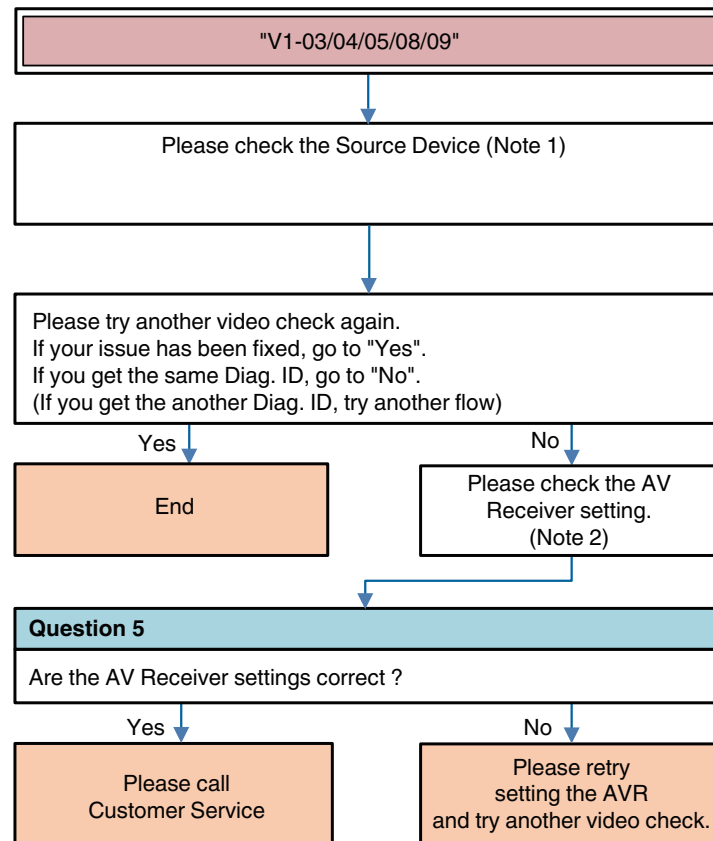 "V1-03/04/05/08/09"
Please check the Source Device (Note 1)
Please try another video check again.
If your issue has been fixed, go to "Yes".
If you get the same Diag. ID, go to "No".
(If you get the another Diag. ID, try another flow)
Yes
No
End
Please check the AV
Receiver setting.
(Note 2)
Question 5
Are the AV Receiver settings correct ?
Yes
No
Please call
Customer Service
Please retry
setting the AVR
and try another video check.